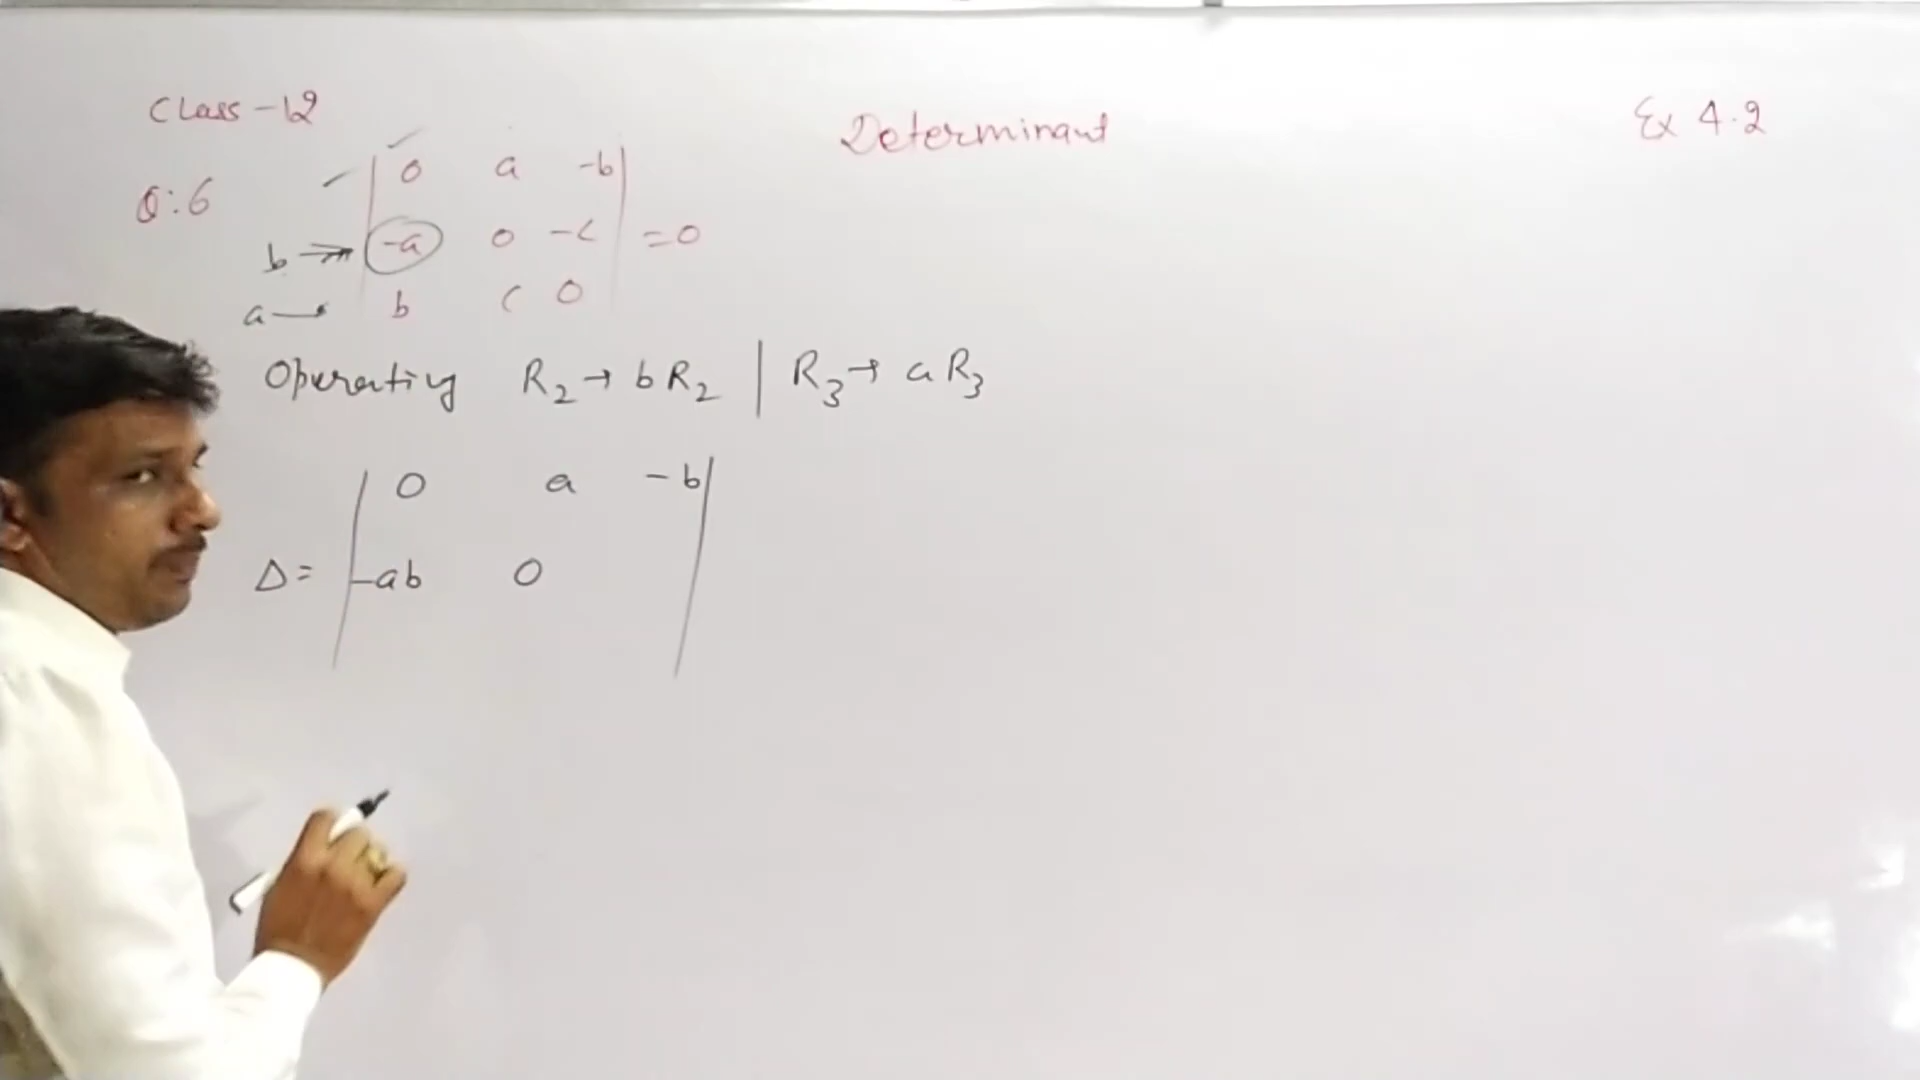 Class - 12
Determinant
Ex 4.2
Q:6
0 a -b
b → -a 0 -c = 0
a → b c 0
Operating R2 → bR2 | R3 → aR3
0 a -b
Δ = -ab 0